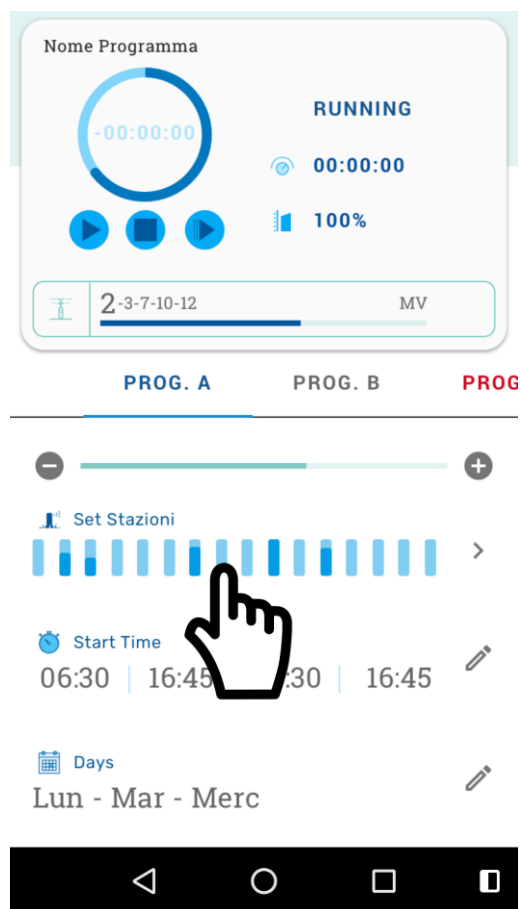 Nome Programma
-00:00:00
RUNNING
00:00:00
100%
2-3-7-10-12 MV
PROG. A PROG. B PROG
Set Stazioni
Start Time
06:30 16:45 :30 16:45
Days
Lun - Mar - Merc